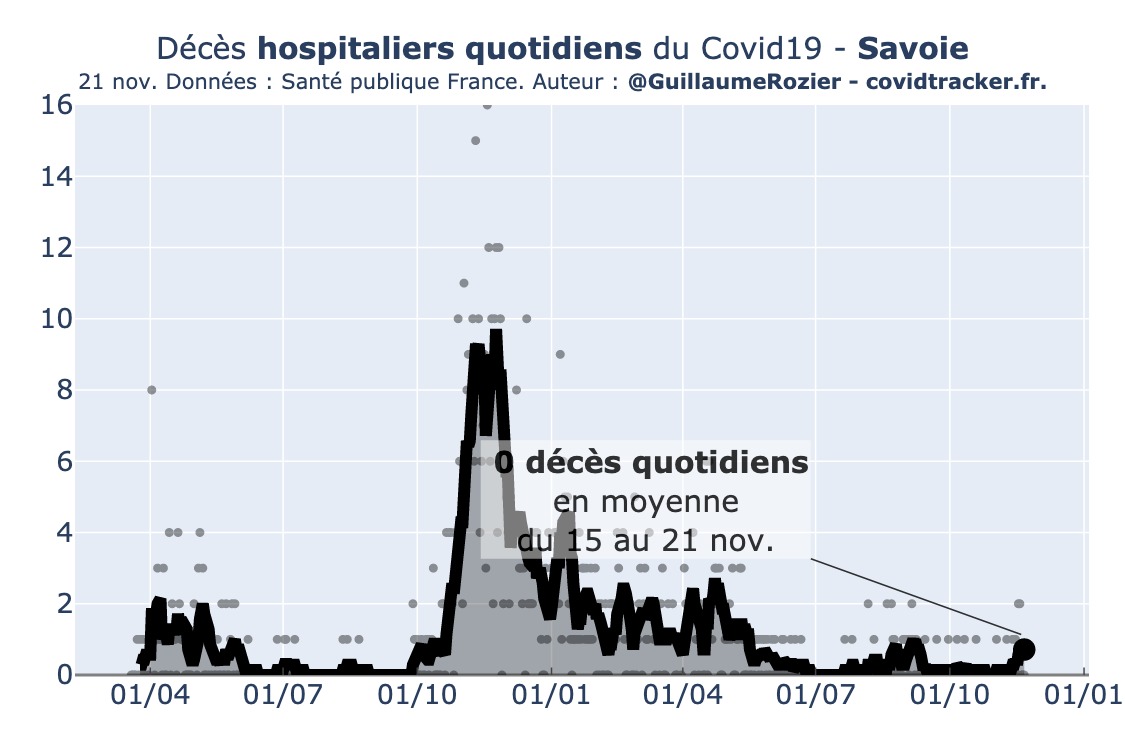 Décès hospitaliers quotidiens du Covid19 - Savoie
21 nov. Données : Santé publique France. Auteur : @GuillaumeRozier - covidtracker.fr.
16
14
12
10
8
6
4
2
0
0 décès quotidiens
en moyenne
du 15 au 21 nov.
01/04 01/07 01/10 01/01 01/04 01/07 01/10 01/01